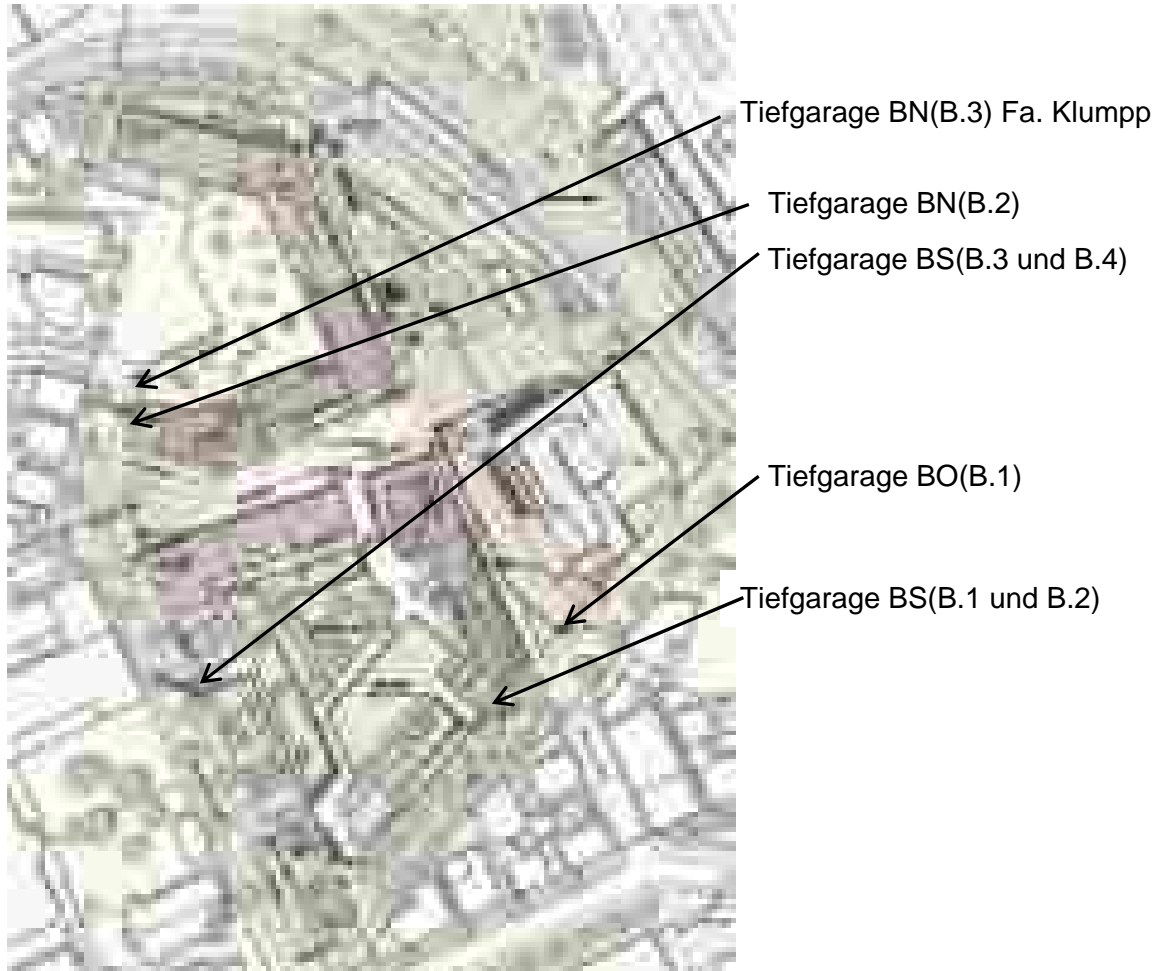 Tiefgarage BN(B.3) Fa. Klumpp
Tiefgarage BN(B.2)
Tiefgarage BS(B.3 und B.4)
Tiefgarage BO(B.1)
Tiefgarage BS(B.1 und B.2)